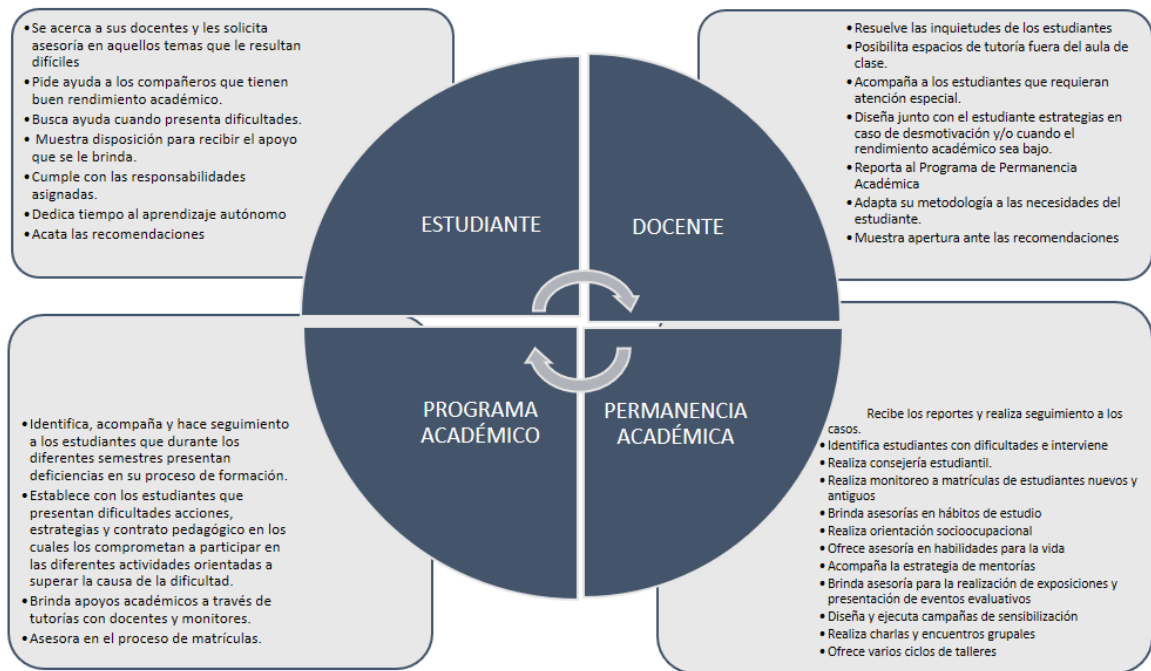 • Se acerca a sus docentes y les solicita
asesoría en aquellos temas que le resultan
difíciles
• Pide ayuda a los compañeros que tienen
buen rendimiento académico.
• Busca ayuda cuando presenta dificultades.
• Muestra disposición para recibir el apoyo
que se le brinda.
• Cumple con las responsabilidades
asignadas.
• Dedica tiempo al aprendizaje autónomo
• Acata las recomendaciones
• Resuelve las inquietudes de los estudiantes
• Posibilita espacios de tutoría fuera del aula de
clase.
• Acompaña a los estudiantes que requieran
atención especial.
• Diseña junto con el estudiante estrategias en
caso de desmotivación y/o cuando el
rendimiento académico sea bajo.
• Reporta al Programa de Permanencia
Académica
• Adapta su metodología a las necesidades del
estudiante.
• Muestra apertura ante las recomendaciones
ESTUDIANTE
DOCENTE
PROGRAMA
ACADÉMICO
PERMANENCIA
ACADÉMICA
• Identifica, acompaña y hace seguimiento
a los estudiantes que durante los
diferentes semestres presentan
deficiencias en su proceso de formación.
• Establece con los estudiantes que
presentan dificultades acciones,
estrategias y contrato pedagógico en los
cuales los comprometan a participar en
las diferentes actividades orientadas a
superar la causa de la dificultad.
• Brinda apoyos académicos a través de
tutorías con docentes y monitores.
• Asesora en el proceso de matrículas.
Recibe los reportes y realiza seguimiento a los
casos.
• Identifica estudiantes con dificultades e interviene
• Realiza consejería estudiantil.
• Realiza monitoreo a matrículas de estudiantes nuevos y
antiguos
• Brinda asesorías en hábitos de estudio
• Realiza orientación socioocupacional
• Ofrece asesoría en habilidades para la vida
• Acompaña la estrategia de mentorías
• Brinda asesoría para la realización de exposiciones y
presentación de eventos evaluativos
• Diseña y ejecuta campañas de sensibilización
• Realiza charlas y encuentros grupales
• Ofrece varios ciclos de talleres